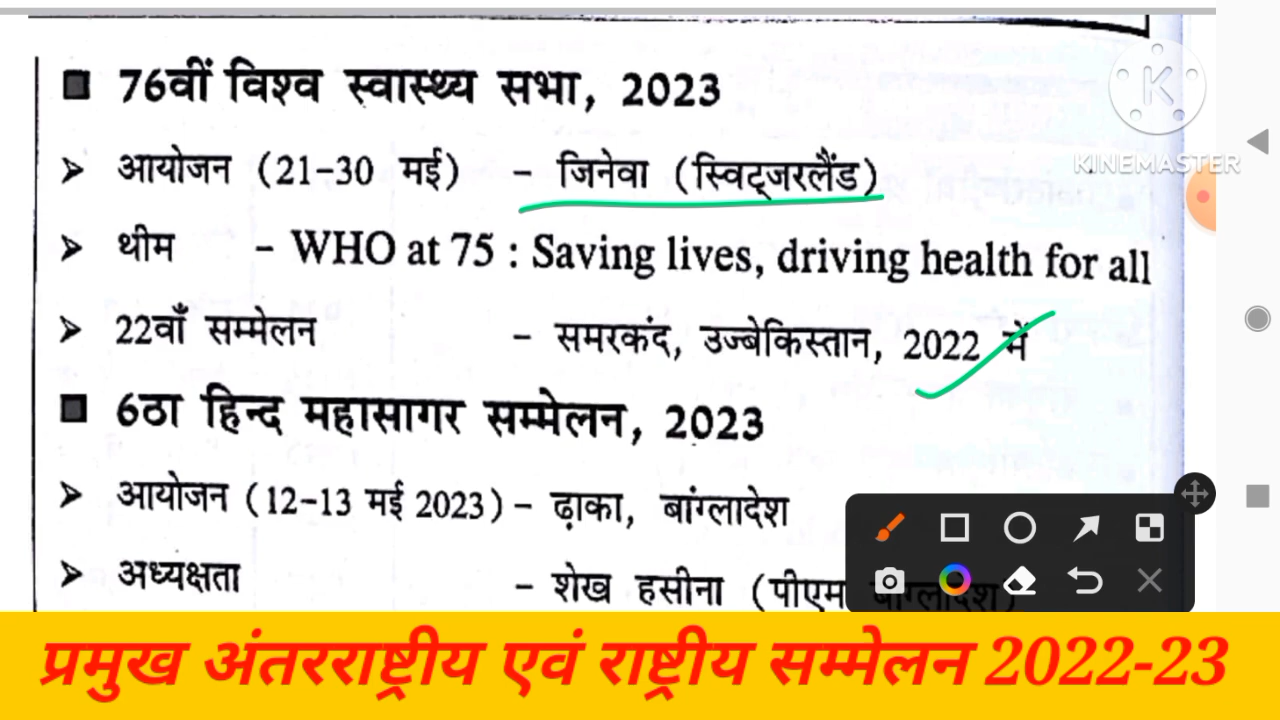 ■ 76वीं विश्व स्वास्थ्य सभा, 2023
K
KINEMASTER
➤ आयोजन (21-30 मई) - जिनेवा (स्विट्जरलैंड)
➤ थीम - WHO at 75 : Saving lives, driving health for all
➤ 22वाँ सम्मेलन - समरकंद, उज्बेकिस्तान, 2022 में
■ 6ठा हिन्द महासागर सम्मेलन, 2023
➤ आयोजन (12-13 मई 2023) - ढ़ाका, बांग्लादेश
➤ अध्यक्षता - शेख हसीना (पीएम बांग्लादेश)
प्रमुख अंतरराष्ट्रीय एवं राष्ट्रीय सम्मेलन 2022-23